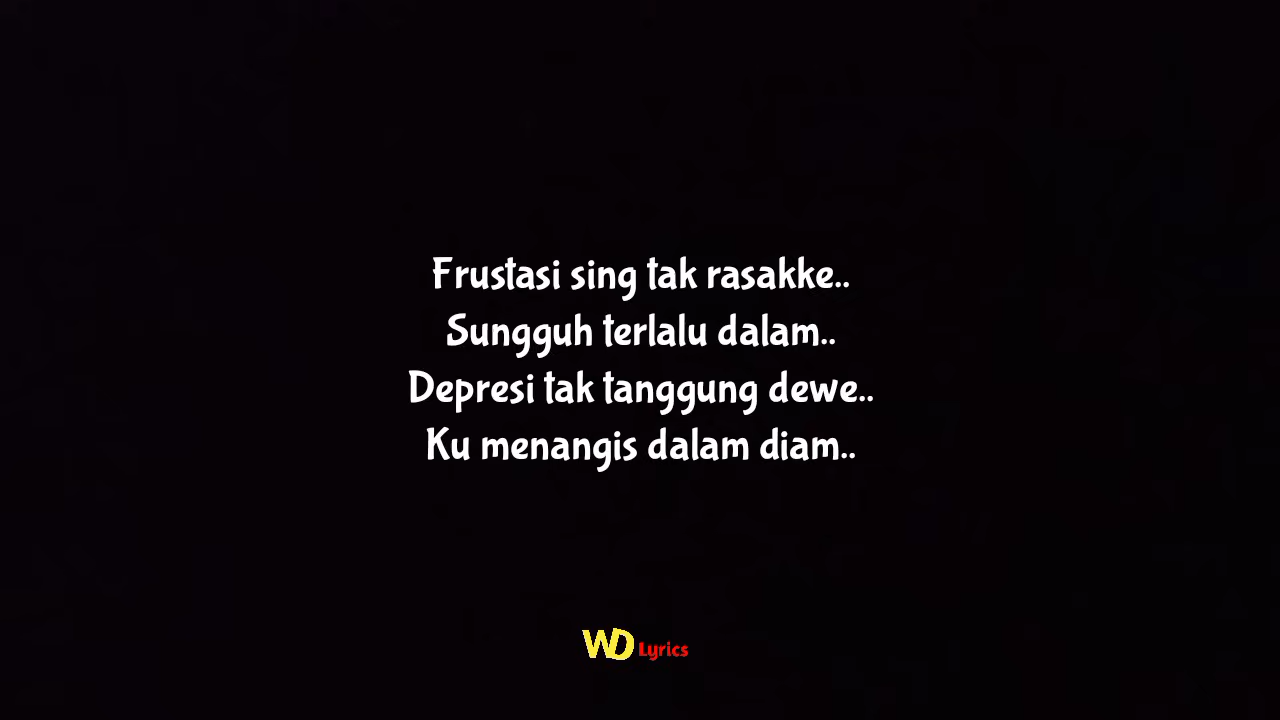 Frustasi sing tak rasakke..
Sungguh terlalu dalam..
Depresi tak tanggung dewe..
Ku menangis dalam diam..
WD Lyrics